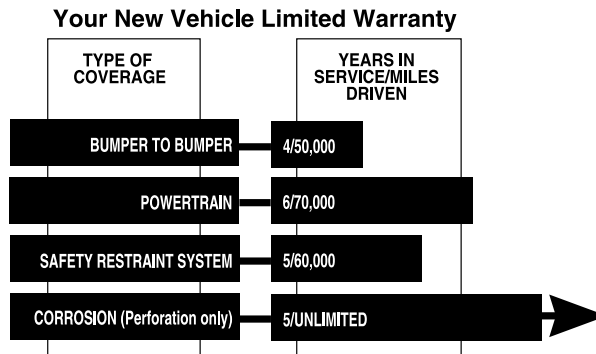 Your New Vehicle Limited Warranty
TYPE OF
COVERAGE
YEARS IN
SERVICE/MILES
DRIVEN
BUMPER TO BUMPER
4/50,000
POWERTRAIN
6/70,000
SAFETY RESTRAINT SYSTEM
5/60,000
CORROSION (Perforation only)
5/UNLIMITED